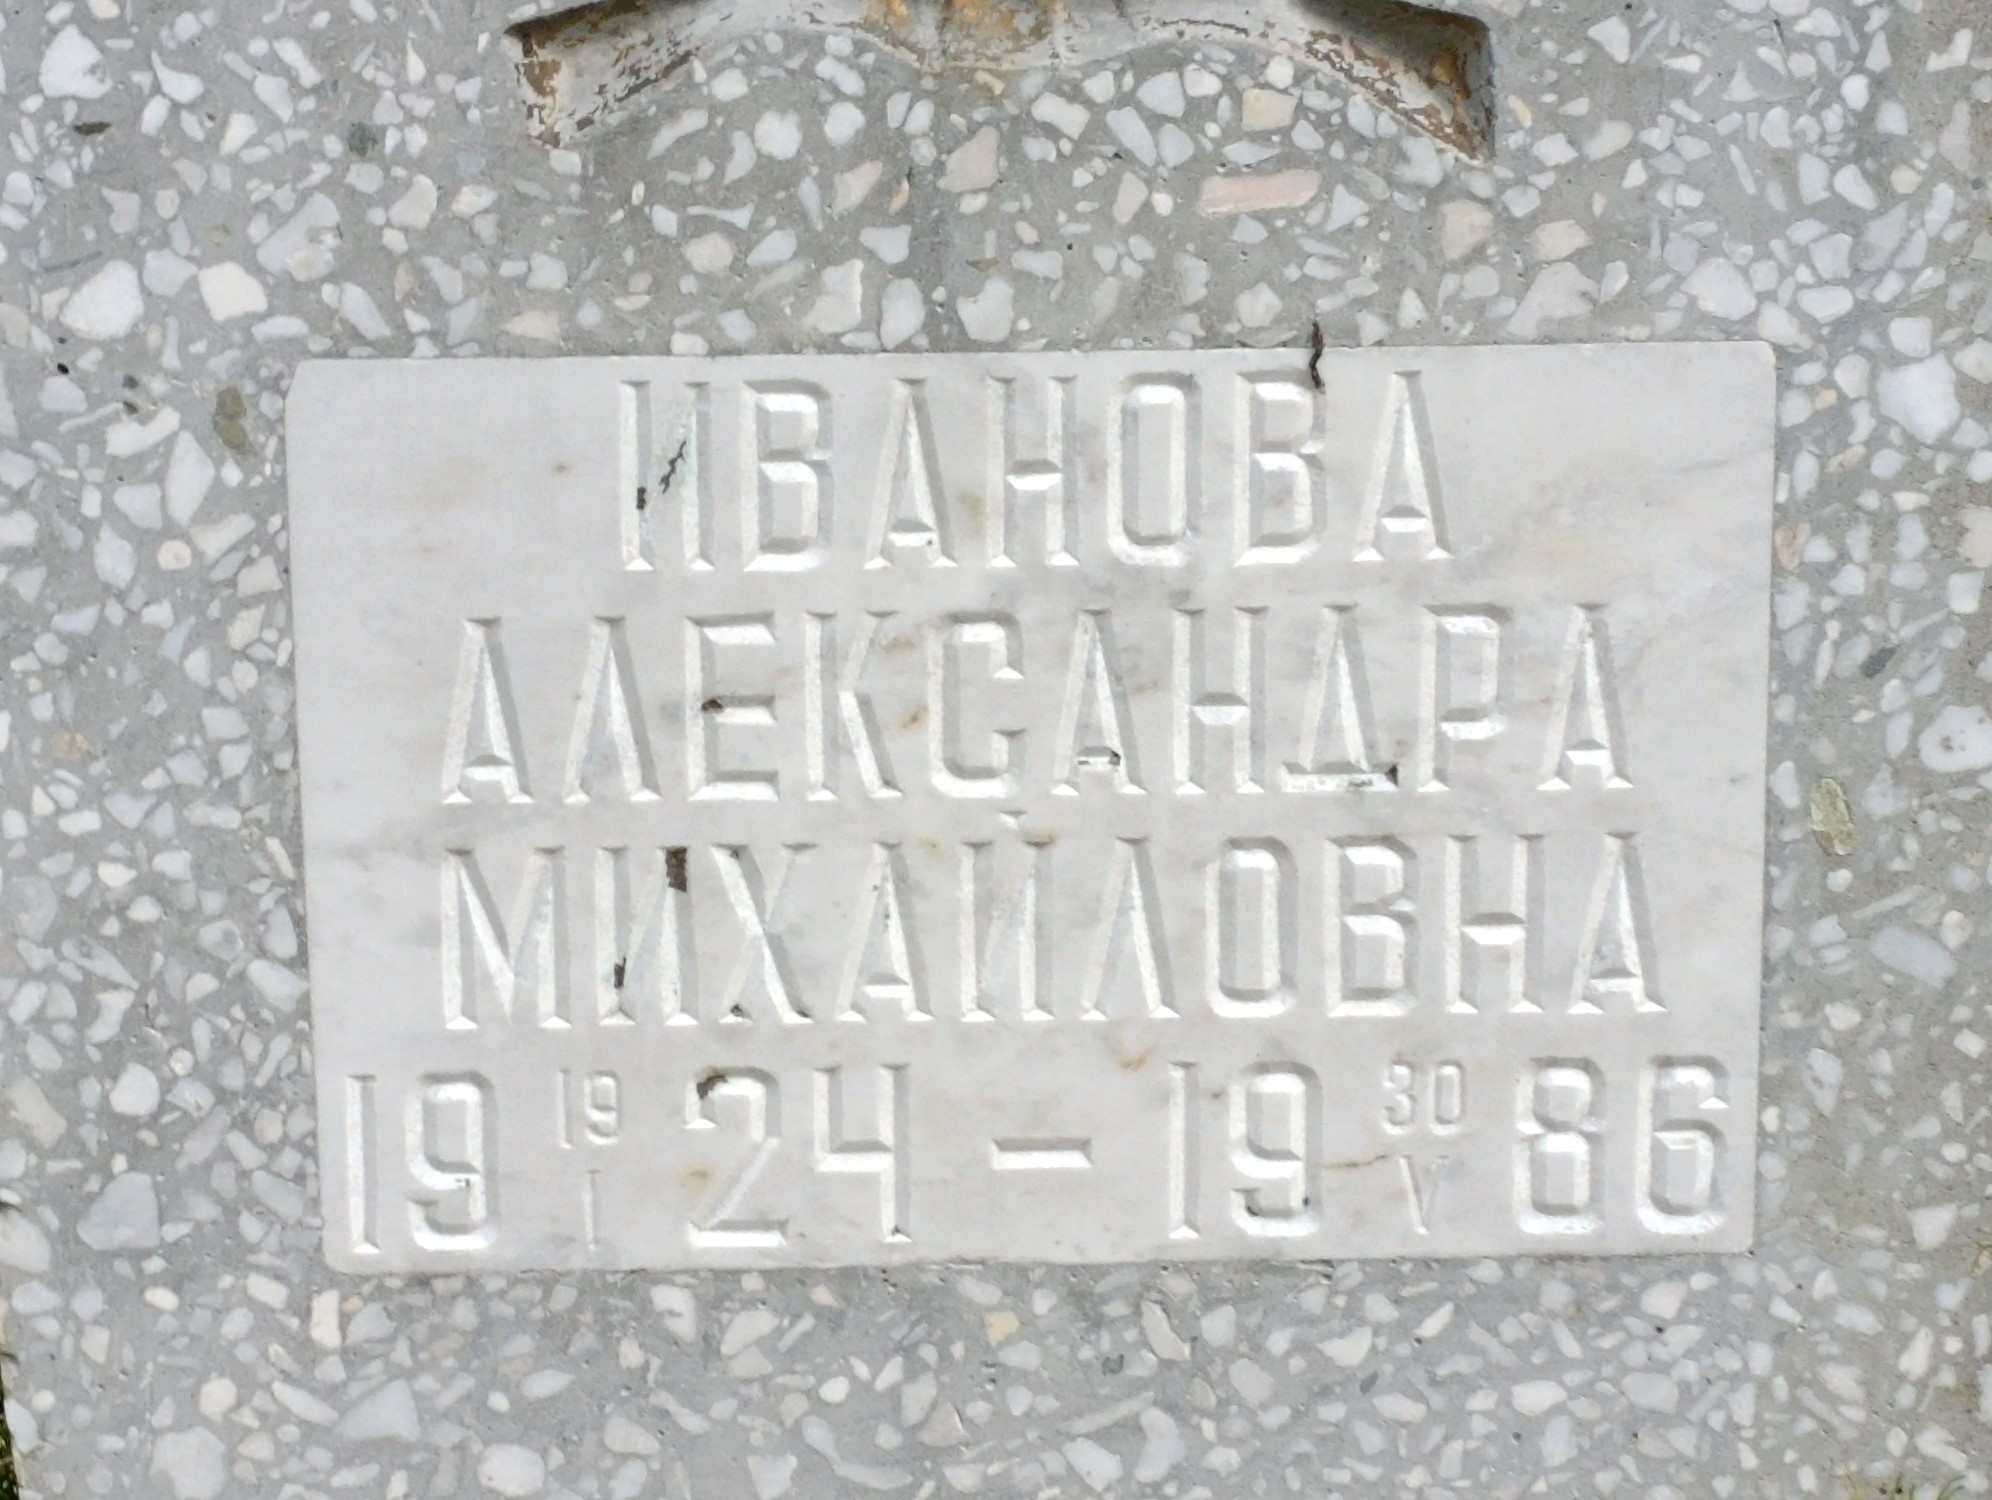 ИВАНОВА
АЛЕКСАНДРА
МИХАЙЛОВНА
19 19/I 24 – 19 30/V 86